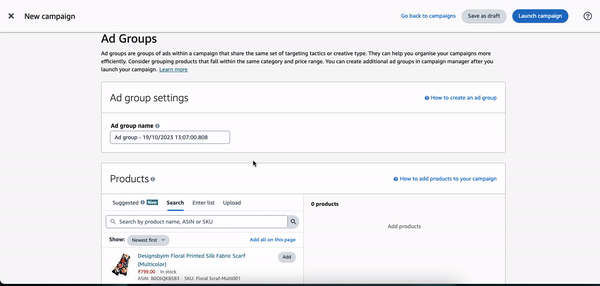 New campaign
Go back to campaigns
Save as draft
Launch campaign
Ad Groups
Ad groups are groups of ads within a campaign that share the same set of targeting tactics or creative type. They can help you organise your campaigns more
efficiently. Consider grouping products that fall within the same category and price range. You can create additional ad groups in campaign manager after you
launch your campaign. Learn more
Ad group settings
How to create an ad group
Ad group name
Ad group - 19/10/2023 13:07:00.808
Products
How to add products to your campaign
Suggested New Search Enter list Upload
Search by product name, ASIN or SKU
Show: Newest first
Add all on this page
Designsbyim Floral Printed Silk Fabric Scarf
(Multicolor)
₹799.00 In stock
SKU: Floral Scraf-Multi001
Add
0 products
Add products